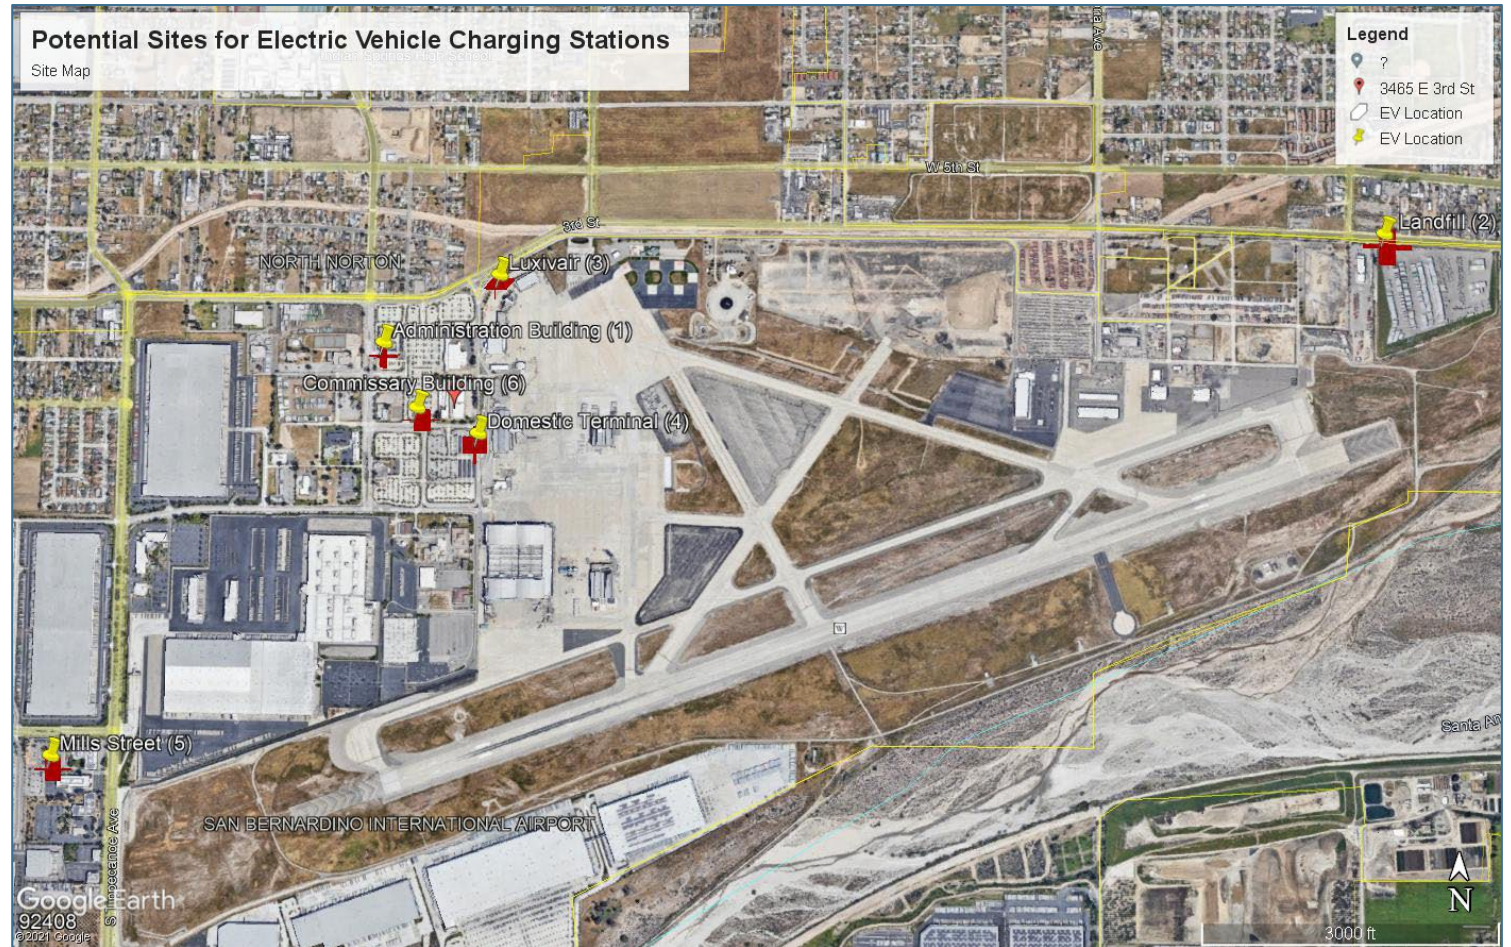 Potential Sites for Electric Vehicle Charging Stations
Site Map
Legend
?
3465 E 3rd St
EV Location
EV Location
W 5th St
3rd St
Landfill (2)
NORTH NORTON
Luxivair (3)
Administration Building (1)
Commissary Building (6)
Domestic Terminal (4)
W
Santa An
Mills Street (5)
SAN BERNARDINO INTERNATIONAL AIRPORT
Google Earth
92408
©2021 Google
N
3000 ft